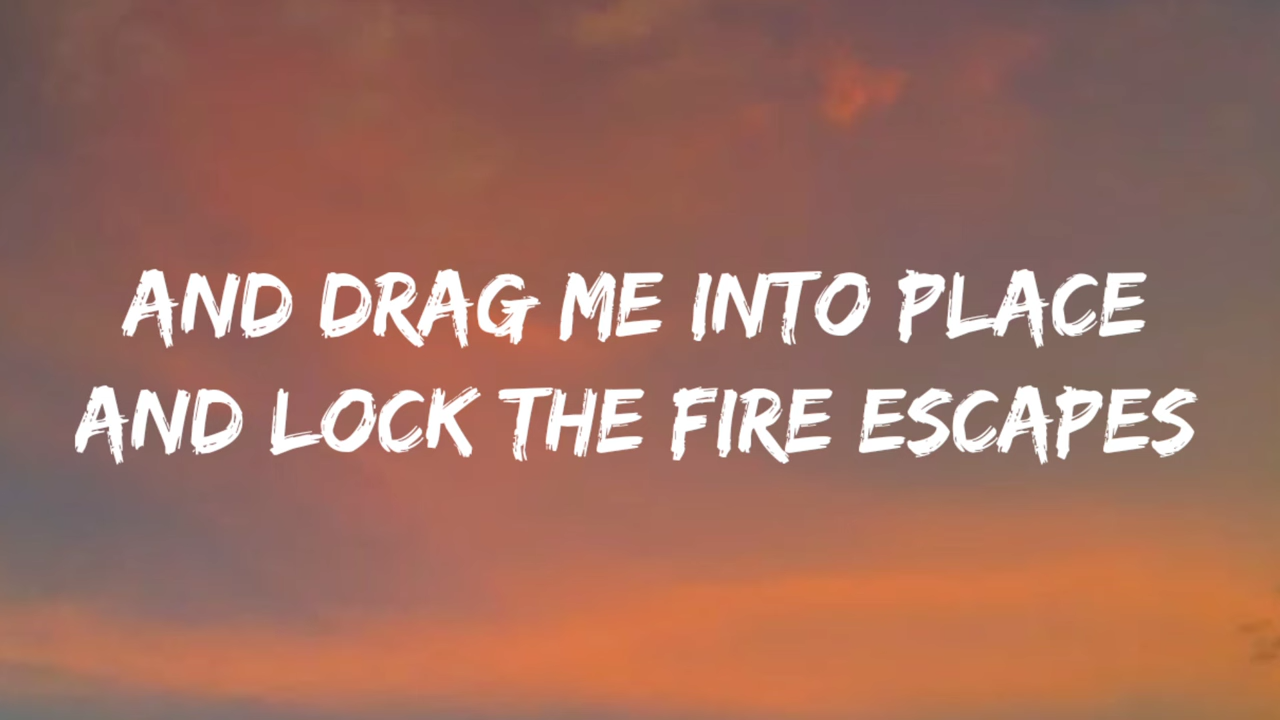 AND DRAG ME INTO PLACE
AND LOCK THE FIRE ESCAPES